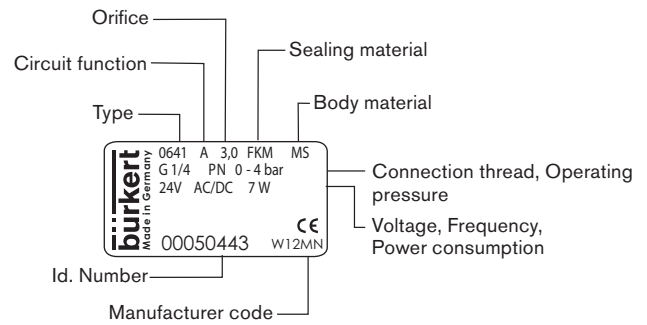 Orifice
Sealing material
Circuit function
Body material
Type
0641 A 3,0 FKM MS
G 1/4 PN 0 - 4 bar
24V AC/DC 7 W
bürkert
Made in Germany
CE
00050443
W12MN
Connection thread, Operating
pressure
Voltage, Frequency,
Power consumption
Id. Number
Manufacturer code